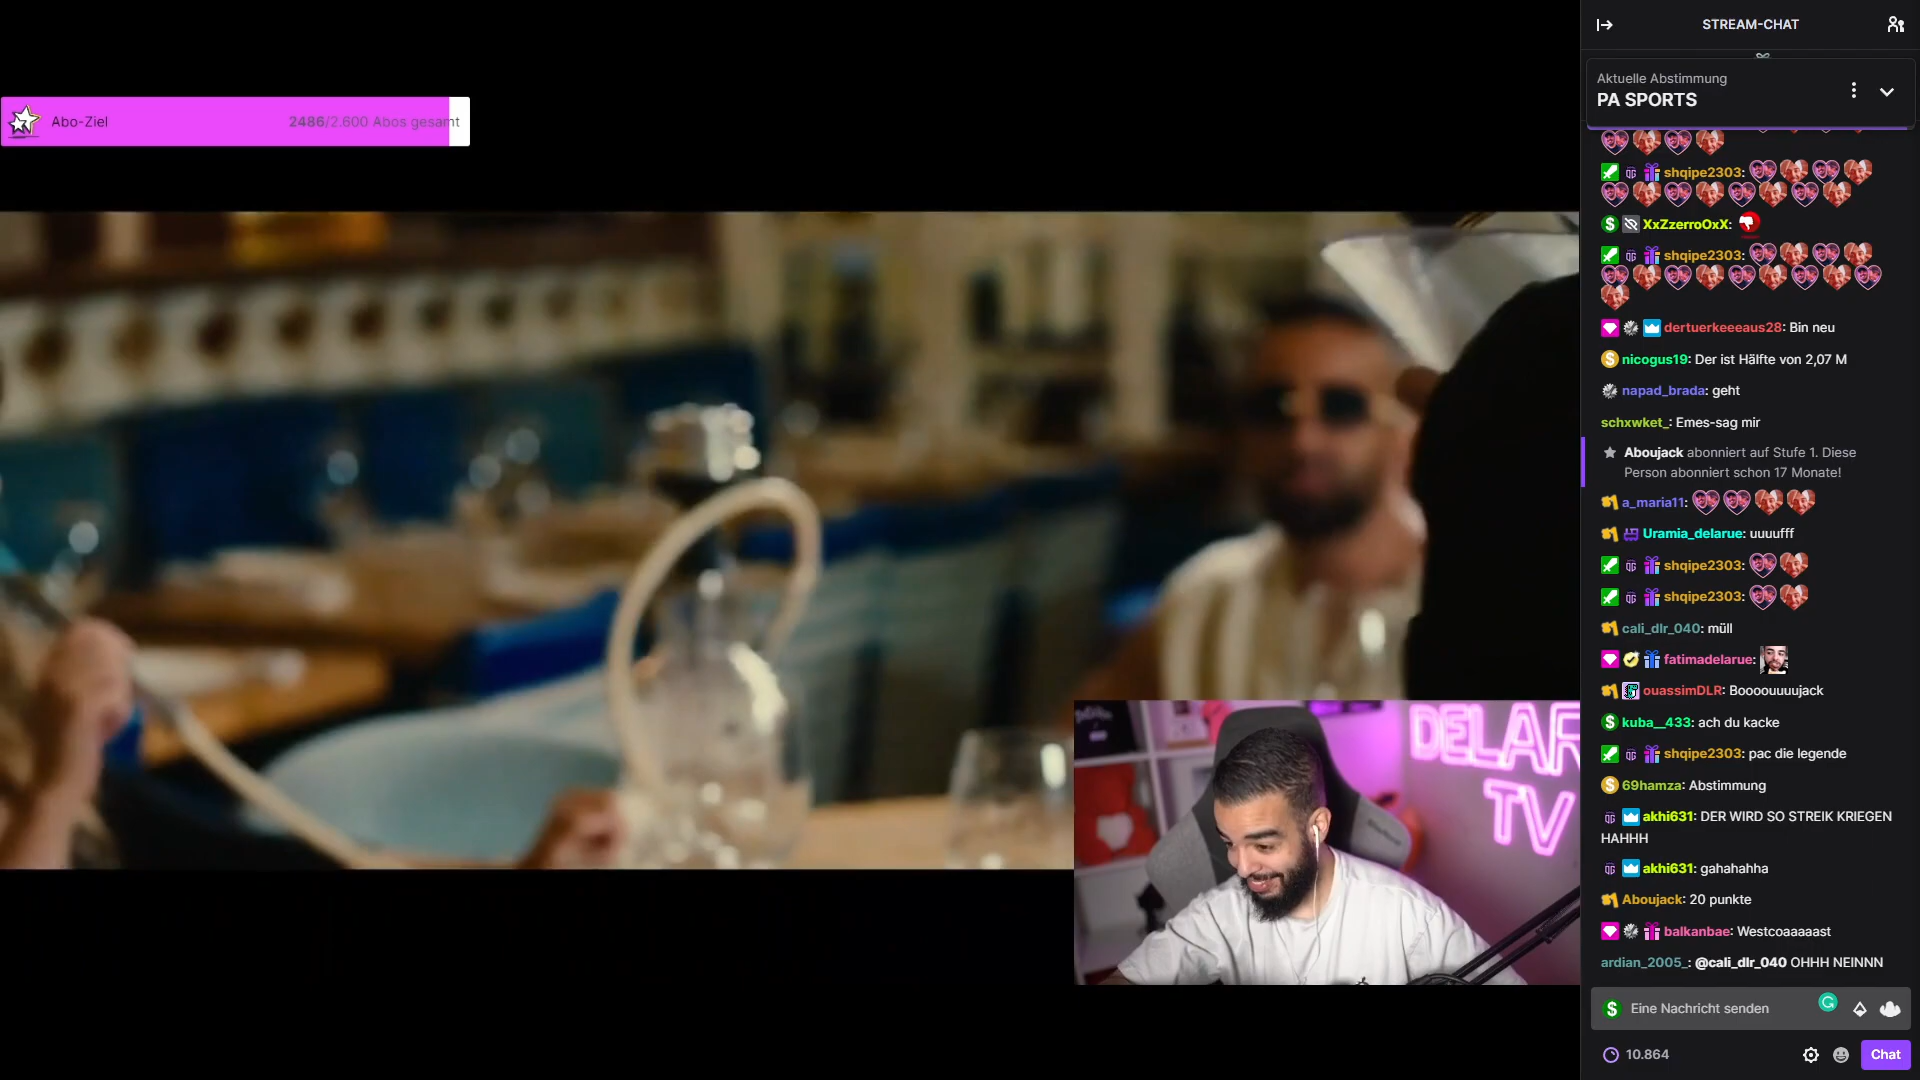 STREAM-CHAT
Aktuelle Abstimmung
PA SPORTS
Abo-Ziel
2486/2.600 Abos gesamt
shqipe2303:
XxZzerroOxX:
shqipe2303:
dertuerkeeeaus28: Bin neu
nicogus19: Der ist Hälfte von 2,07 M
napad_brada: geht
schxwket_: Emes-sag mir
Aboujack abonniert auf Stufe 1. Diese
Person abonniert schon 17 Monate!
a_maria11:
Uramia_delarue: uuuufff
shqipe2303:
shqipe2303:
cali_dlr_040: müll
fatimadelarue:
ouassimDLR: Boooouuuujack
kuba__433: ach du kacke
shqipe2303: pac die legende
69hamza: Abstimmung
akhi631: DER WIRD SO STREIK KRIEGEN
HAHHH
akhi631: gahahahha
Aboujack: 20 punkte
balkanbae: Westcoaaaaast
ardian_2005_: @cali_dlr_040 OHHH NEINNN
Eine Nachricht senden
10.864
Chat
DELAR
TV